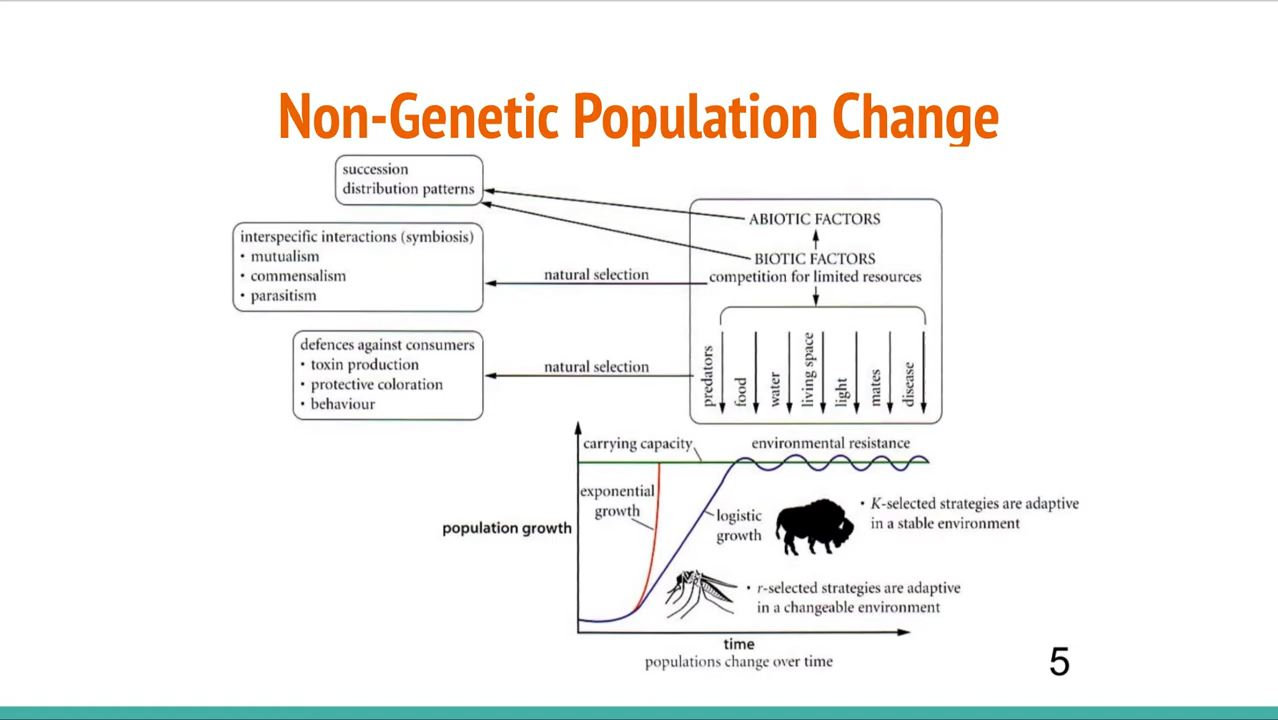 Non-Genetic Population Change
succession
distribution patterns
interspecific interactions (symbiosis)
• mutualism
• commensalism
• parasitism
defences against consumers
• toxin production
• protective coloration
• behaviour
natural selection
natural selection
ABIOTIC FACTORS
BIOTIC FACTORS
competition for limited resources
predators
food
water
living space
light
mates
disease
carrying capacity
environmental resistance
exponential
growth
logistic
growth
population growth
• K-selected strategies are adaptive
in a stable environment
• r-selected strategies are adaptive
in a changeable environment
time
populations change over time
5